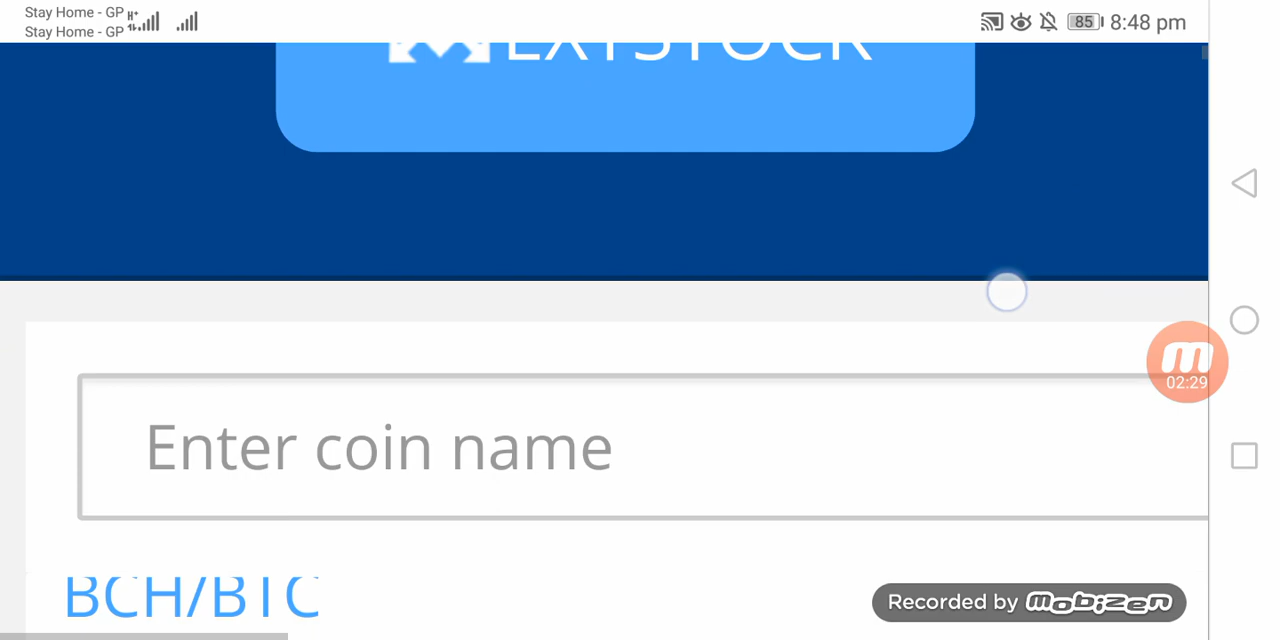 Stay Home - GP
Stay Home - GP
85
8:48 pm
EXTSTOCK
02:29
Enter coin name
BCH/BTC
Recorded by mobizen